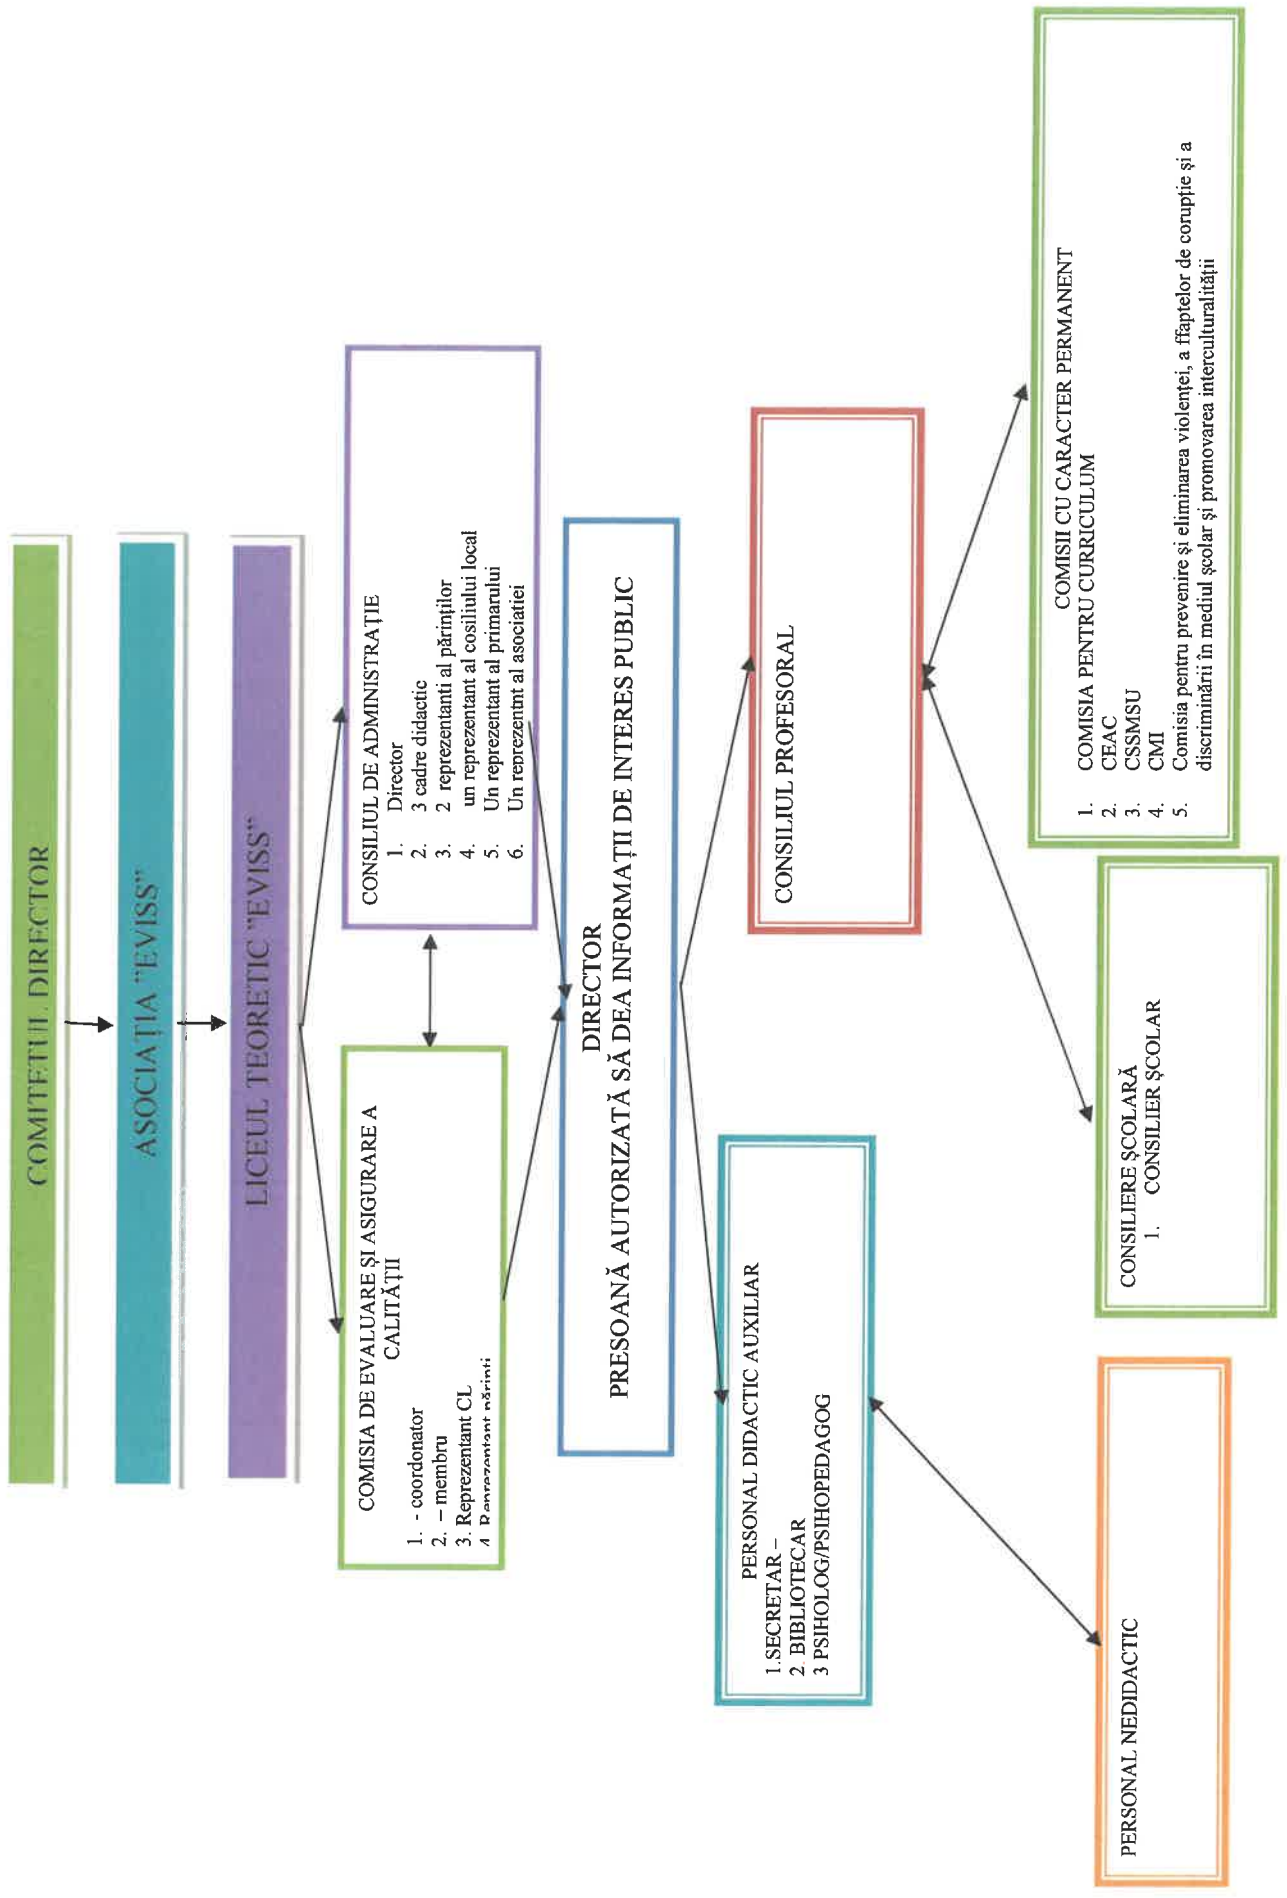 COMITETUL DIRECTOR
ASOCIAȚIA "EVISS"
LICEUL TEORETIC "EVISS"
COMISIA DE EVALUARE ȘI ASIGURARE A
CALITĂȚII
1. - coordonator
2. – membru
3. Reprezentant CL
4 Reprezentant părinți
CONSILIUL DE ADMINISTRAȚIE
1. Director
2. 3 cadre didactic
3. 2 reprezentanti al părinților
un reprezentant al cosiliului local
4. Un reprezentant al primarului
5. Un reprezentnt al asociatiei
6.
DIRECTOR
PRESOANĂ AUTORIZATĂ SĂ DEA INFORMAȚII DE INTERES PUBLIC
PERSONAL DIDACTIC AUXILIAR
1.SECRETAR –
2. BIBLIOTECAR
3 PSIHOLOG/PSIHOPEDAGOG
CONSILIUL PROFESORAL
PERSONAL NEDIDACTIC
CONSILIERE ȘCOLARĂ
1. CONSILIER ȘCOLAR
COMISII CU CARACTER PERMANENT
1. COMISIA PENTRU CURRICULUM
2. CEAC
3. CSSMSU
4. CMI
5. Comisia pentru prevenire și eliminarea violenței, a ffaptelor de corupție și a
discriminării în mediul școlar și promovarea interculturalității